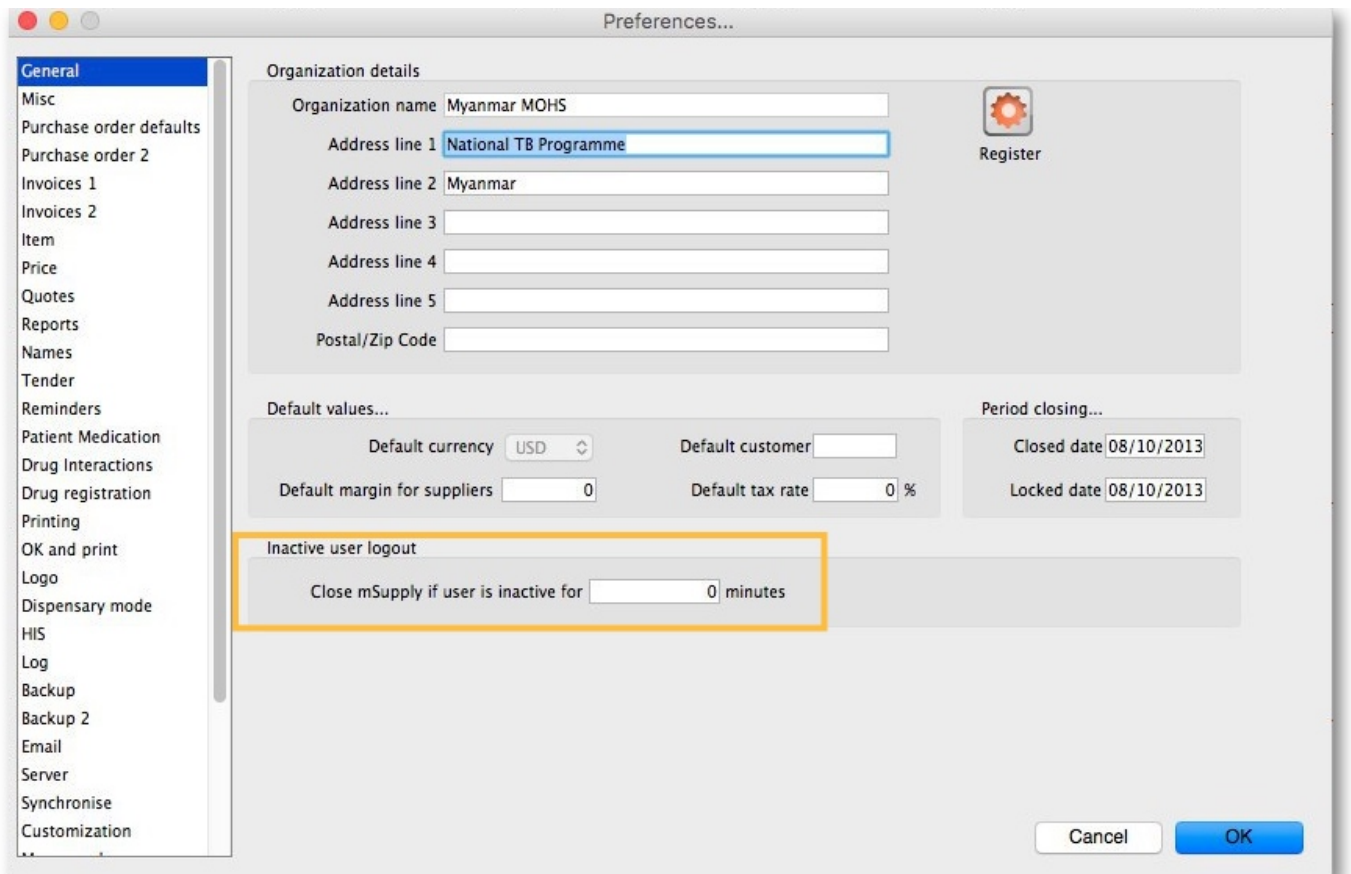 Preferences...
General
Misc
Purchase order defaults
Purchase order 2
Invoices 1
Invoices 2
Item
Price
Quotes
Reports
Names
Tender
Reminders
Patient Medication
Drug Interactions
Drug registration
Printing
OK and print
Logo
Dispensary mode
HIS
Log
Backup
Backup 2
Email
Server
Synchronise
Customization
Organization details
Organization name Myanmar MOHS
Address line 1 National TB Programme
Address line 2 Myanmar
Address line 3
Address line 4
Address line 5
Postal/Zip Code
Register
Default values...
Default currency USD Default customer
Default margin for suppliers 0 Default tax rate 0 %
Period closing...
Closed date 08/10/2013
Locked date 08/10/2013
Inactive user logout
Close mSupply if user is inactive for 0 minutes
Cancel OK